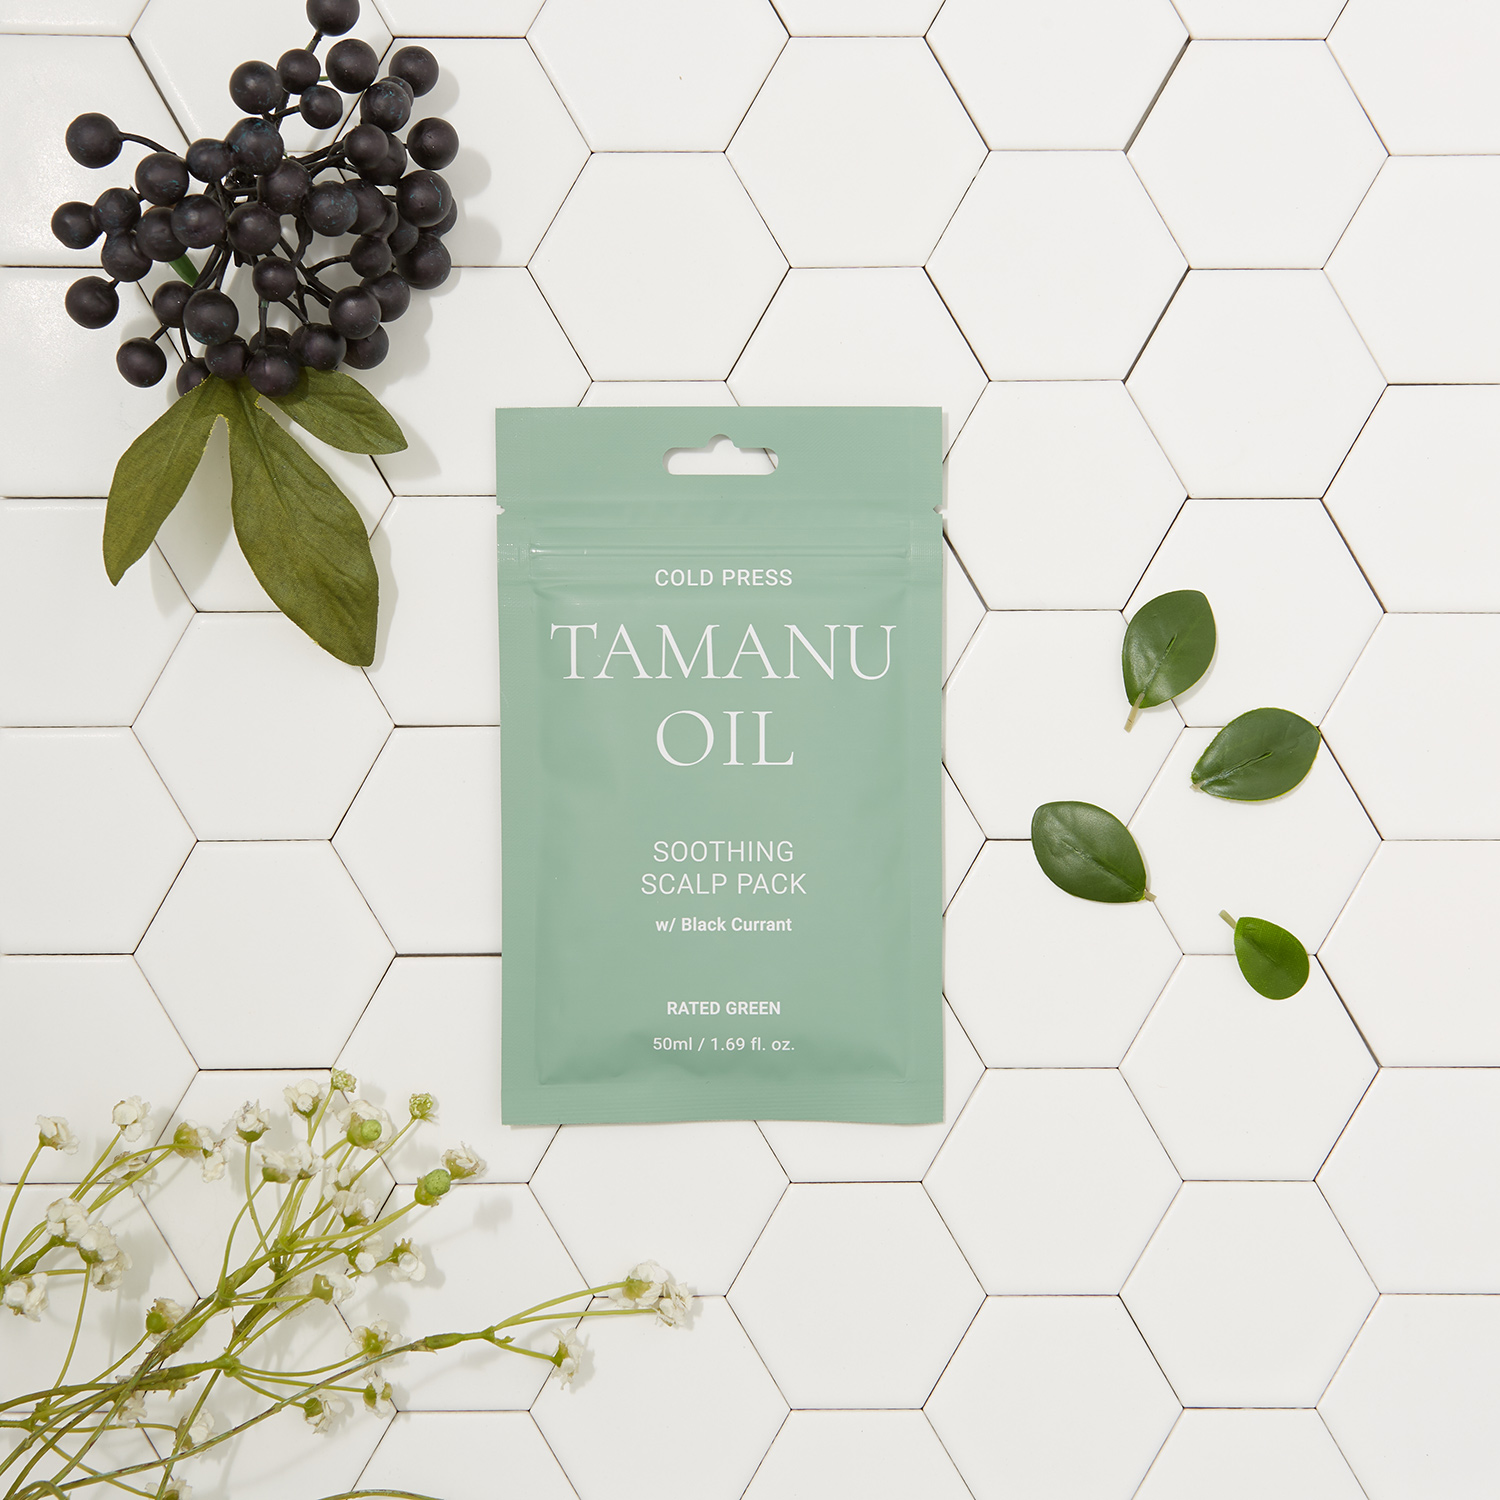 COLD PRESS
TAMANU
OIL
SOOTHING
SCALP PACK
w/ Black Currant
RATED GREEN
50ml / 1.69 fl. oz.